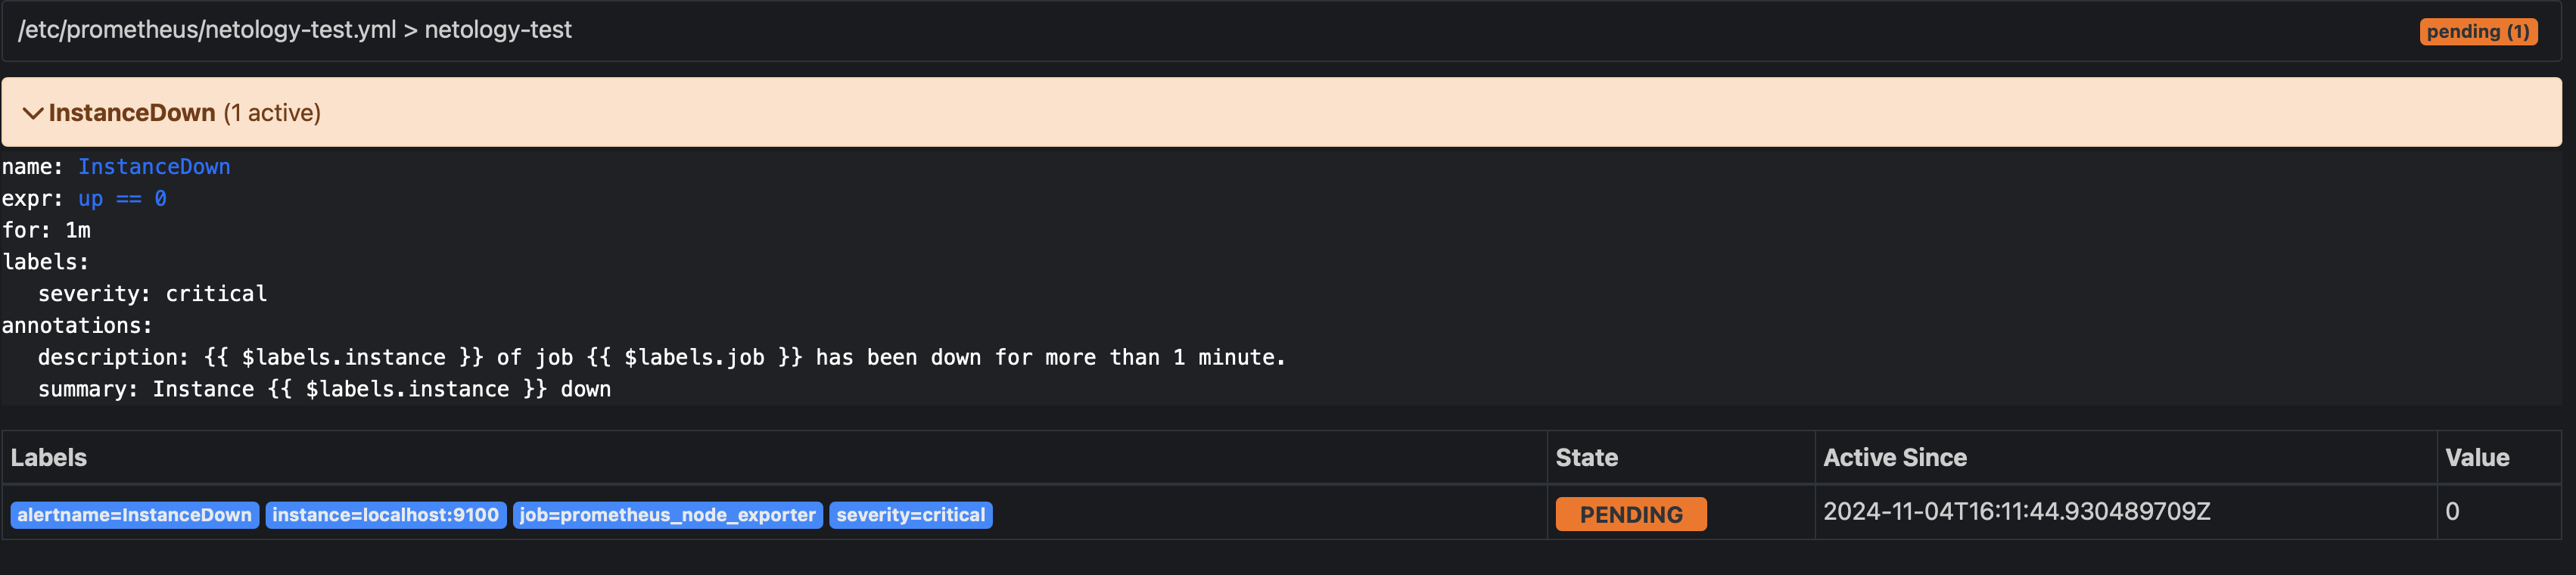 /etc/prometheus/netology-test.yml > netology-test pending (1)
InstanceDown (1 active)
name: InstanceDown
expr: up == 0
for: 1m
labels:
severity: critical
annotations:
description: {{ $labels.instance }} of job {{ $labels.job }} has been down for more than 1 minute.
summary: Instance {{ $labels.instance }} down
Labels State Active Since Value
alertname=InstanceDown instance=localhost:9100 job=prometheus_node_exporter severity=critical PENDING 2024-11-04T16:11:44.930489709Z 0